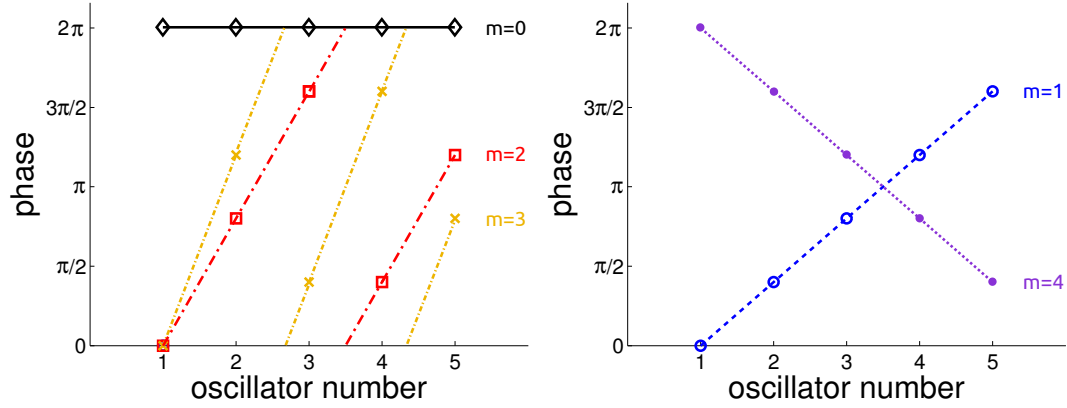 2π
3π/2
π
π/2
0
phase
1 2 3 4 5
oscillator number
m=0
m=2
m=3
2π
3π/2
π
π/2
0
phase
1 2 3 4 5
oscillator number
m=1
m=4